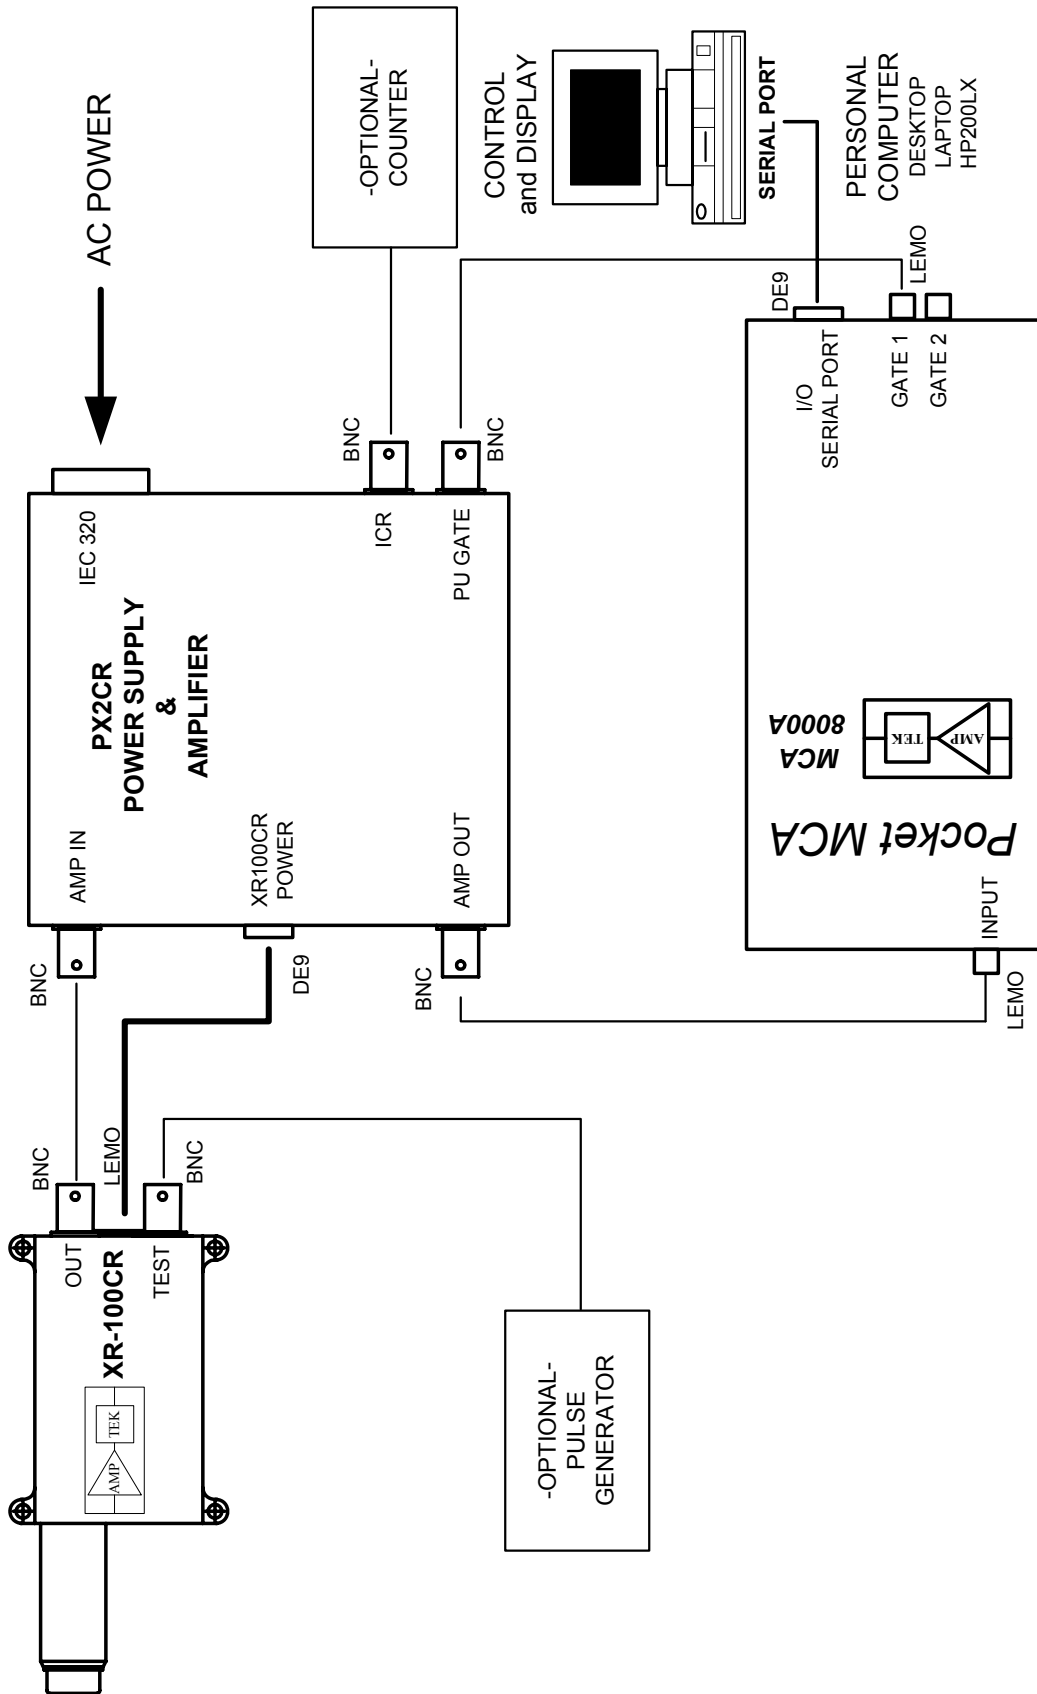 AC POWER
-OPTIONAL-
COUNTER
CONTROL
and DISPLAY
SERIAL PORT
PERSONAL
COMPUTER
DESKTOP
LAPTOP
HP200LX
BNC
BNC
LEMO
DE9
IEC 320
ICR
PU GATE
PX2CR
POWER SUPPLY
&
AMPLIFIER
AMP IN
XR100CR
POWER
AMP OUT
I/O
SERIAL PORT
GATE 1
GATE 2
MCA
8000A
AMP
TEK
Pocket MCA
INPUT
LEMO
BNC
DE9
BNC
BNC
LEMO
BNC
OUT
TEST
XR-100CR
AMP
TEK
-OPTIONAL-
PULSE
GENERATOR